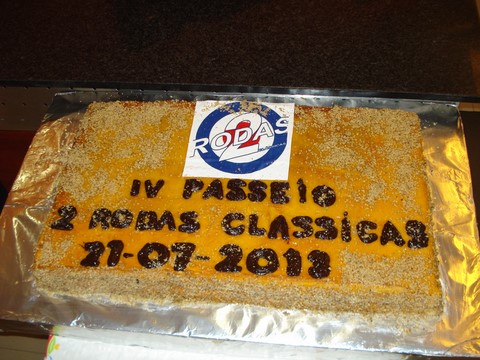 2
RODAS
IV PASSEIO
2 RODAS CLASSICAS
21-07-2013